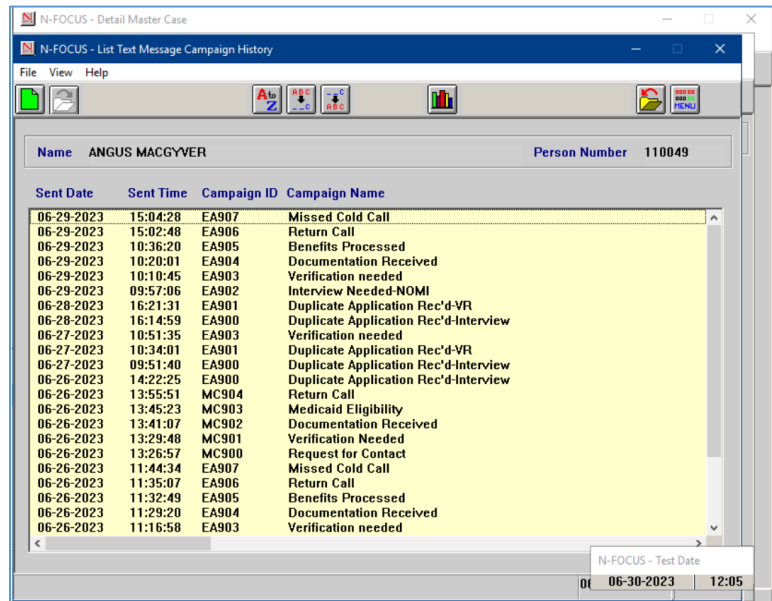 N-FOCUS - Detail Master Case
N-FOCUS - List Text Message Campaign History
File View Help
A to Z ABC --C --C ABC MENU
Name ANGUS MACGYVER Person Number 110049
Sent Date Sent Time Campaign ID Campaign Name
06-29-2023 15:04:28 EA907 Missed Cold Call
06-29-2023 15:02:48 EA906 Return Call
06-29-2023 10:36:20 EA905 Benefits Processed
06-29-2023 10:20:01 EA904 Documentation Received
06-29-2023 10:10:45 EA903 Verification needed
06-29-2023 09:57:06 EA902 Interview Needed-NOMI
06-28-2023 16:21:31 EA901 Duplicate Application Rec'd-VR
06-28-2023 16:14:59 EA900 Duplicate Application Rec'd-Interview
06-27-2023 10:51:35 EA903 Verification needed
06-27-2023 10:34:01 EA901 Duplicate Application Rec'd-VR
06-27-2023 09:51:40 EA900 Duplicate Application Rec'd-Interview
06-26-2023 14:22:25 EA900 Duplicate Application Rec'd-Interview
06-26-2023 13:55:51 MC904 Return Call
06-26-2023 13:45:23 MC903 Medicaid Eligibility
06-26-2023 13:41:07 MC902 Documentation Received
06-26-2023 13:29:48 MC901 Verification Needed
06-26-2023 13:26:57 MC900 Request for Contact
06-26-2023 11:44:34 EA907 Missed Cold Call
06-26-2023 11:35:07 EA906 Return Call
06-26-2023 11:32:49 EA905 Benefits Processed
06-26-2023 11:29:20 EA904 Documentation Received
06-26-2023 11:16:58 EA903 Verification needed
N-FOCUS - Test Date
06-30-2023 12:05